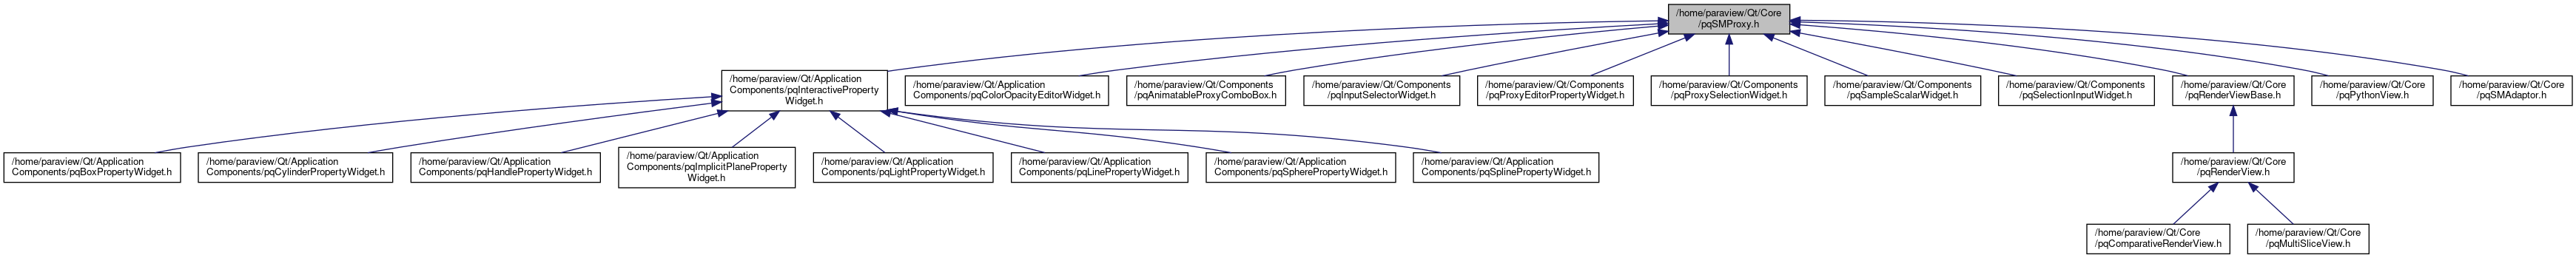 /home/paraview/Qt/Core
/pqSMProxy.h
/home/paraview/Qt/Application
Components/pqInteractiveProperty
Widget.h
/home/paraview/Qt/Application
Components/pqColorOpacityEditorWidget.h
/home/paraview/Qt/Components
/pqAnimatableProxyComboBox.h
/home/paraview/Qt/Components
/pqInputSelectorWidget.h
/home/paraview/Qt/Components
/pqProxyEditorPropertyWidget.h
/home/paraview/Qt/Components
/pqProxySelectionWidget.h
/home/paraview/Qt/Components
/pqSampleScalarWidget.h
/home/paraview/Qt/Components
/pqSelectionInputWidget.h
/home/paraview/Qt/Core
/pqRenderViewBase.h
/home/paraview/Qt/Core
/pqPythonView.h
/home/paraview/Qt/Core
/pqSMAdaptor.h
/home/paraview/Qt/Application
Components/pqBoxPropertyWidget.h
/home/paraview/Qt/Application
Components/pqCylinderPropertyWidget.h
/home/paraview/Qt/Application
Components/pqHandlePropertyWidget.h
/home/paraview/Qt/Application
Components/pqImplicitPlaneProperty
Widget.h
/home/paraview/Qt/Application
Components/pqLightPropertyWidget.h
/home/paraview/Qt/Application
Components/pqLinePropertyWidget.h
/home/paraview/Qt/Application
Components/pqSpherePropertyWidget.h
/home/paraview/Qt/Application
Components/pqSplinePropertyWidget.h
/home/paraview/Qt/Core
/pqRenderView.h
/home/paraview/Qt/Core
/pqComparativeRenderView.h
/home/paraview/Qt/Core
/pqMultiSliceView.h